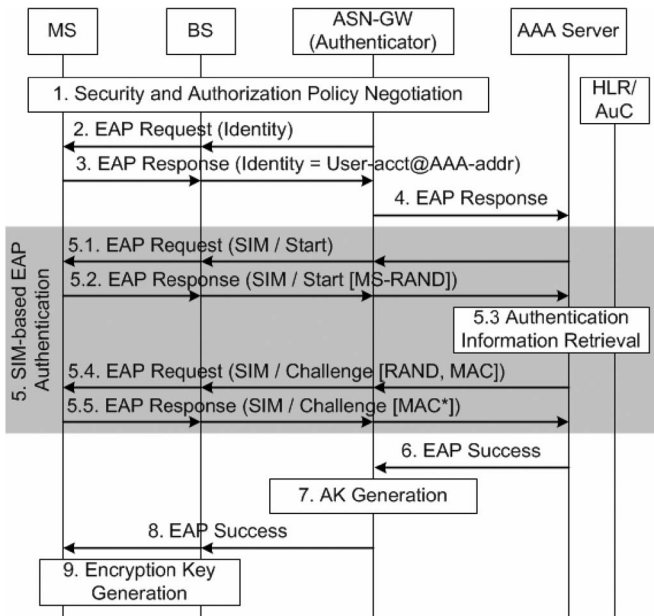 MS
BS
ASN-GW
(Authenticator)
AAA Server
HLR/
AuC
1. Security and Authorization Policy Negotiation
2. EAP Request (Identity)
3. EAP Response (Identity = User-acct@AAA-addr)
4. EAP Response
5. SIM-based EAP
Authentication
5.1. EAP Request (SIM / Start)
5.2. EAP Response (SIM / Start [MS-RAND])
5.3 Authentication
Information Retrieval
5.4. EAP Request (SIM / Challenge [RAND, MAC])
5.5. EAP Response (SIM / Challenge [MAC*])
6. EAP Success
7. AK Generation
8. EAP Success
9. Encryption Key
Generation